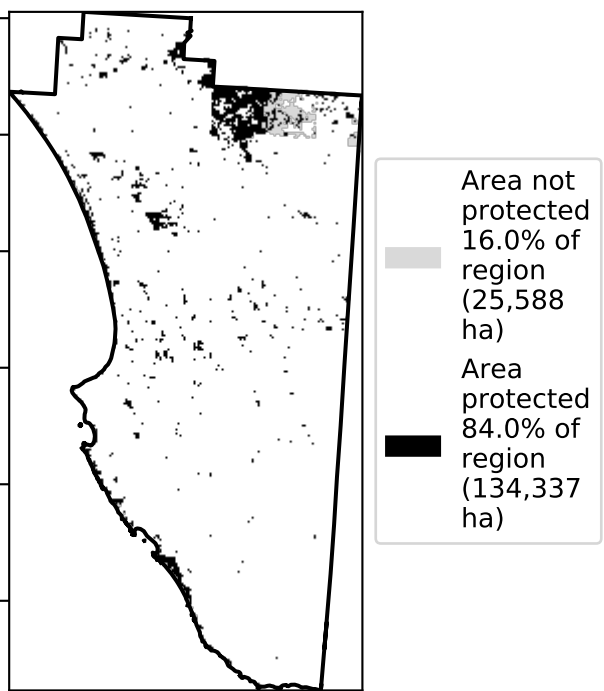 Area not
protected
16.0% of
region
(25,588
ha)
Area
protected
84.0% of
region
(134,337
ha)